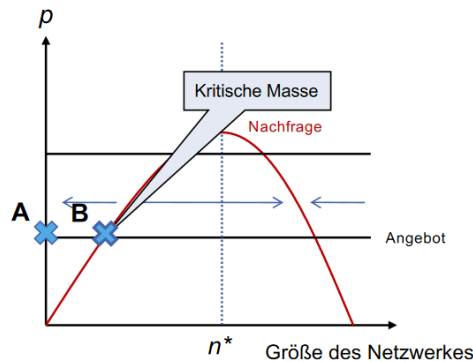 p
Kritische Masse
Nachfrage
A
B
Angebot
n*
Größe des Netzwerkes